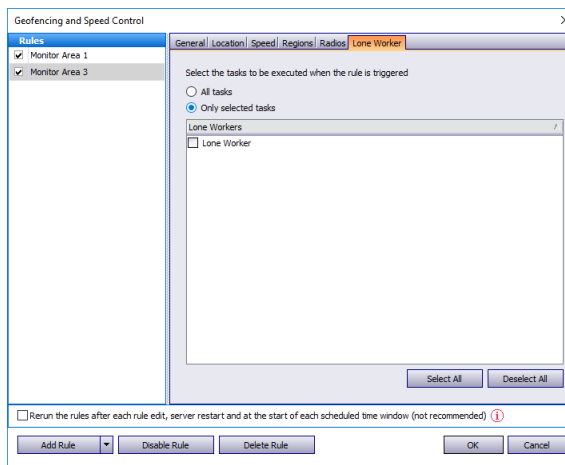 Geofencing and Speed Control
Rules
Monitor Area 1
Monitor Area 3
General Location Speed Regions Radios Lone Worker
Select the tasks to be executed when the rule is triggered
All tasks
Only selected tasks
Lone Workers
Lone Worker
Select All Deselect All
Rerun the rules after each rule edit, server restart and at the start of each scheduled time window (not recommended)
Add Rule Disable Rule Delete Rule OK Cancel